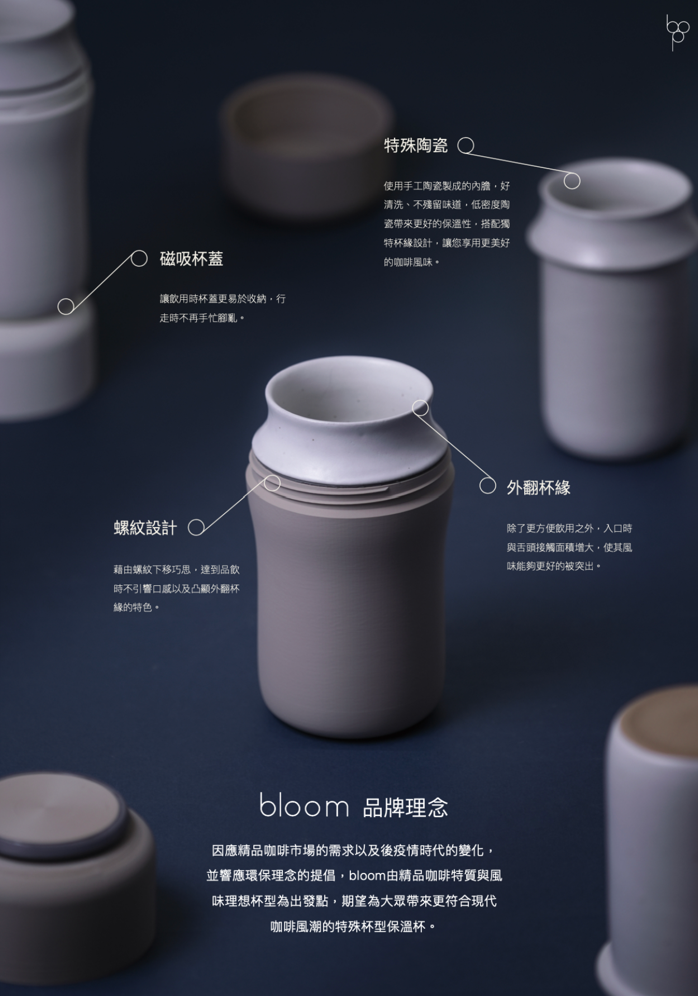 bop
特殊陶瓷
使用手工陶瓷製成的內膽，好
清洗、不殘留味道，低密度陶
瓷帶來更好的保溫性，搭配獨
特杯緣設計，讓您享用更美好
的咖啡風味。
磁吸杯蓋
讓飲用時杯蓋更易於收納，行
走時不再手忙腳亂。
外翻杯緣
除了更方便飲用之外，入口時
與舌頭接觸面積增大，使其風
味能夠更好的被突出。
螺紋設計
藉由螺紋下移巧思，達到品飲
時不引響口感以及凸顯外翻杯
緣的特色。
bloom 品牌理念
因應精品咖啡市場的需求以及後疫情時代的變化，
並響應環保理念的提倡，bloom由精品咖啡特質與風
味理想杯型為出發點，期望為大眾帶來更符合現代
咖啡風潮的特殊杯型保溫杯。